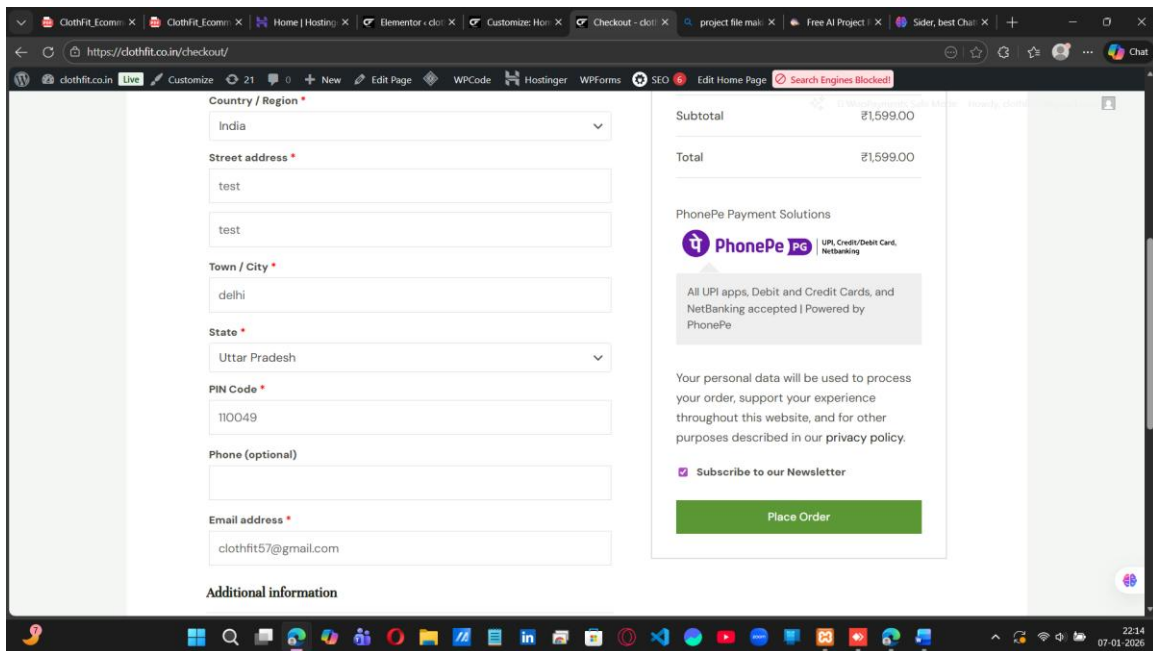 ClothFit_Ecomm
ClothFit_Ecomm
Home | Hosting
Elementor ‹ clot
Customize: Hom
Checkout - cloth
project file maki
Free AI Project F
Sider, best Chat
https://clothfit.co.in/checkout/
Chat
clothfit.co.in Live Customize 21 0 New Edit Page WPCode Hostinger WPForms SEO 6 Edit Home Page Search Engines Blocked!
Country / Region *
India
Street address *
test
test
Town / City *
delhi
State *
Uttar Pradesh
PIN Code *
110049
Phone (optional)
Email address *
clothfit57@gmail.com
Additional information
Subtotal ₹1,599.00
Total ₹1,599.00
PhonePe Payment Solutions
पे PhonePe PG UPI, Credit/Debit Card,
Netbanking
All UPI apps, Debit and Credit Cards, and
NetBanking accepted | Powered by
PhonePe
Your personal data will be used to process
your order, support your experience
throughout this website, and for other
purposes described in our privacy policy.
Subscribe to our Newsletter
Place Order
7
in
zoom
22:14
07-01-2026